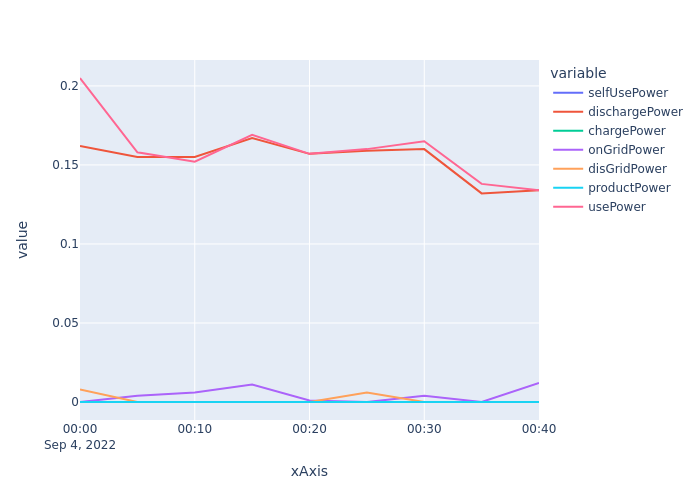 variable
selfUsePower
dischargePower
chargePower
onGridPower
disGridPower
productPower
usePower
value
0.2
0.15
0.1
0.05
0
00:00 00:10 00:20 00:30 00:40
Sep 4, 2022
xAxis